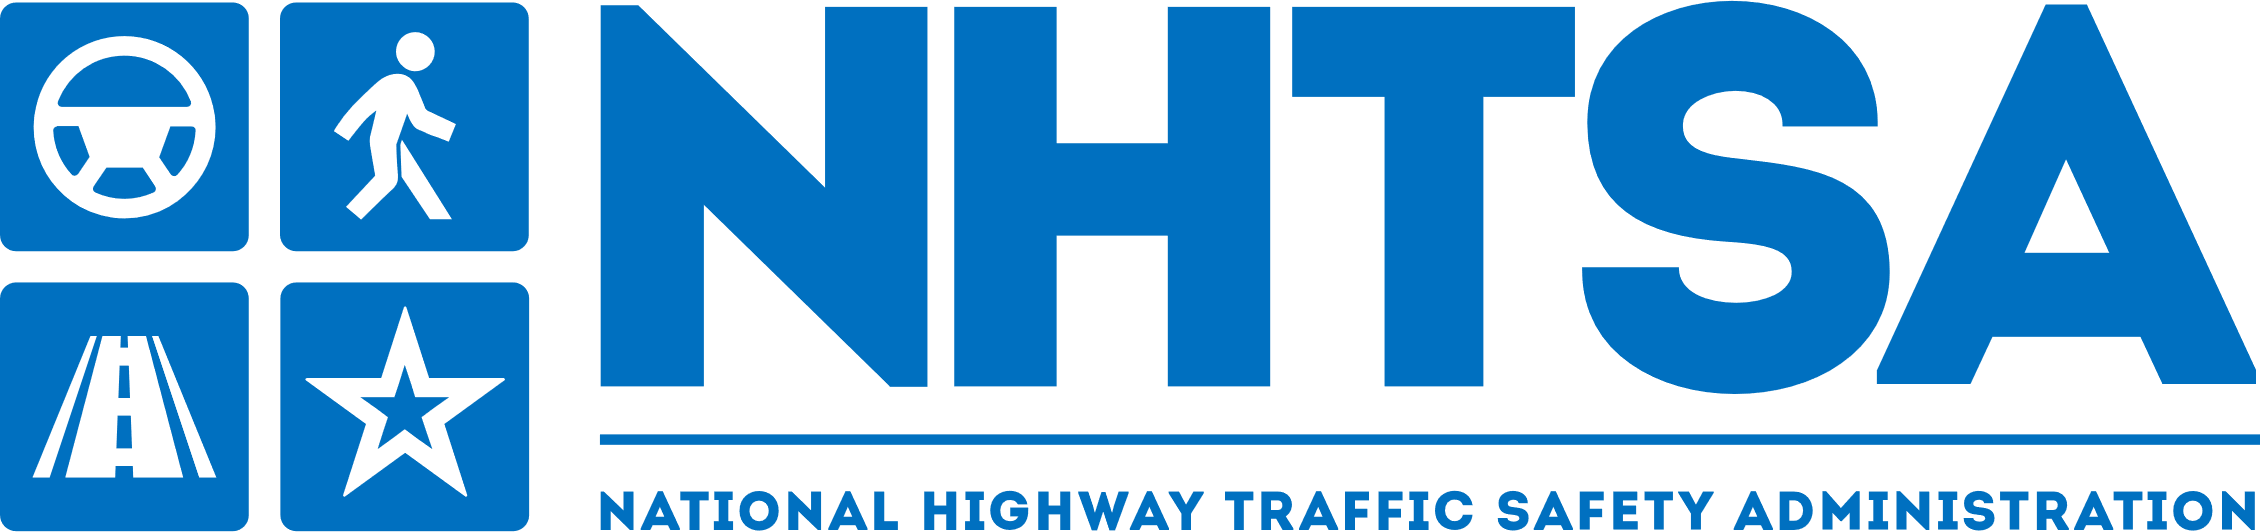 NHTSA
NATIONAL HIGHWAY TRAFFIC SAFETY ADMINISTRATION